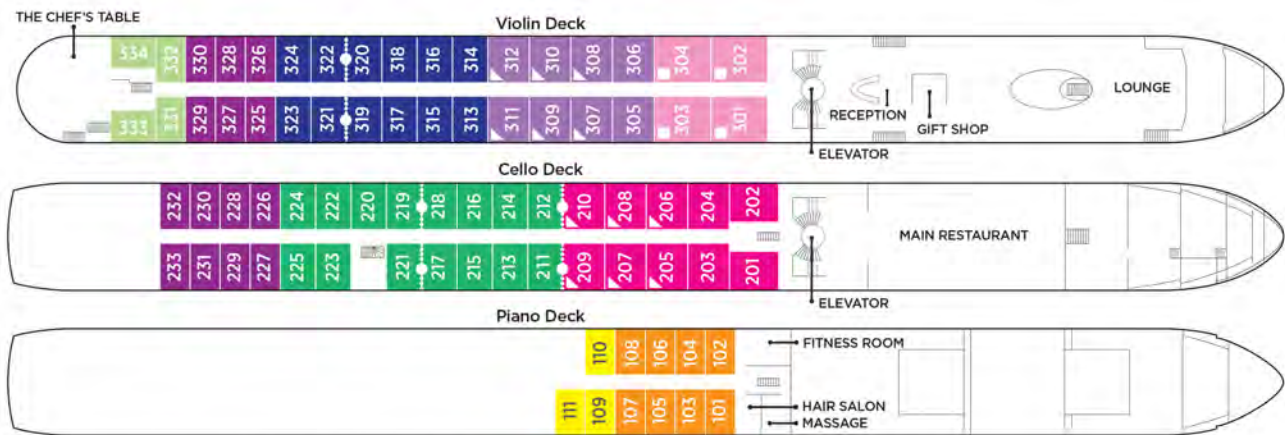 THE CHEF'S TABLE
Violin Deck
334 332 330 328 326 324 322 320 318 316 314 312 310 308 306 304 302
333 331 329 327 325 323 321 319 317 315 313 311 309 307 305 303 301
RECEPTION
GIFT SHOP
LOUNGE
ELEVATOR
Cello Deck
232 230 228 226 224 222 220 219 218 216 214 212 210 208 206 204 202
233 231 229 227 225 223 221 217 215 213 211 209 207 205 203 201
MAIN RESTAURANT
ELEVATOR
Piano Deck
110 108 106 104 102
111 109 107 105 103 101
FITNESS ROOM
HAIR SALON
MASSAGE